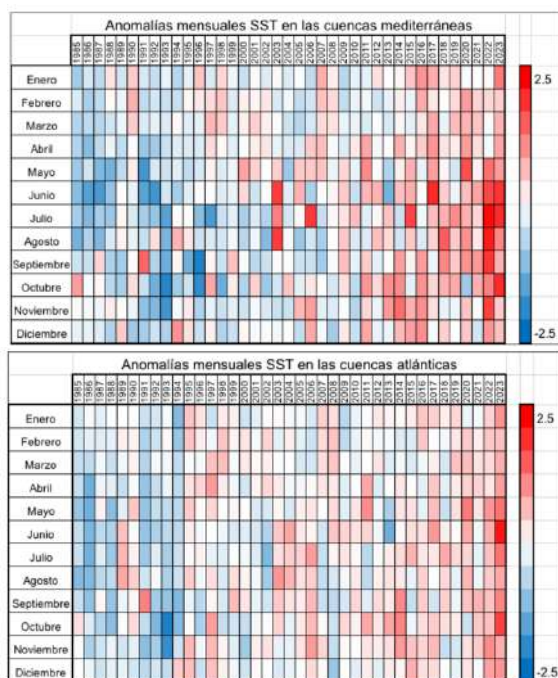 Anomalías mensuales SST en las cuencas mediterráneas
1985 1986 1987 1988 1989 1990 1991 1992 1993 1994 1995 1996 1997 1998 1999 2000 2001 2002 2003 2004 2005 2006 2007 2008 2009 2010 2011 2012 2013 2014 2015 2016 2017 2018 2019 2020 2021 2022 2023
Enero
2.5
Febrero
Marzo
Abril
Mayo
Junio
Julio
Agosto
Septiembre
Octubre
Noviembre
Diciembre
-2.5
Anomalías mensuales SST en las cuencas atlánticas
1985 1986 1987 1988 1989 1990 1991 1992 1993 1994 1995 1996 1997 1998 1999 2000 2001 2002 2003 2004 2005 2006 2007 2008 2009 2010 2011 2012 2013 2014 2015 2016 2017 2018 2019 2020 2021 2022 2023
Enero
2.5
Febrero
Marzo
Abril
Mayo
Junio
Julio
Agosto
Septiembre
Octubre
Noviembre
Diciembre
-2.5